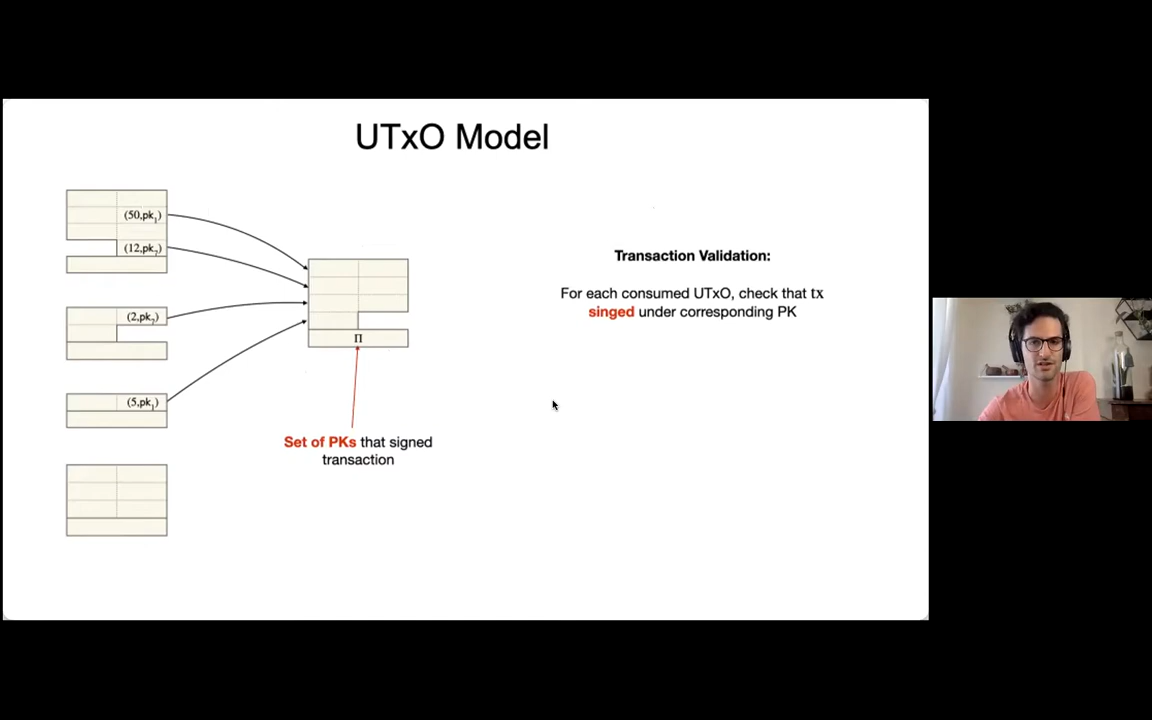 UTxO Model
(50,pk₁)
(12,pk₂)
(2,pk₂)
(5,pk₁)
Π
Set of PKs that signed
transaction
Transaction Validation:
For each consumed UTxO, check that tx
singed under corresponding PK